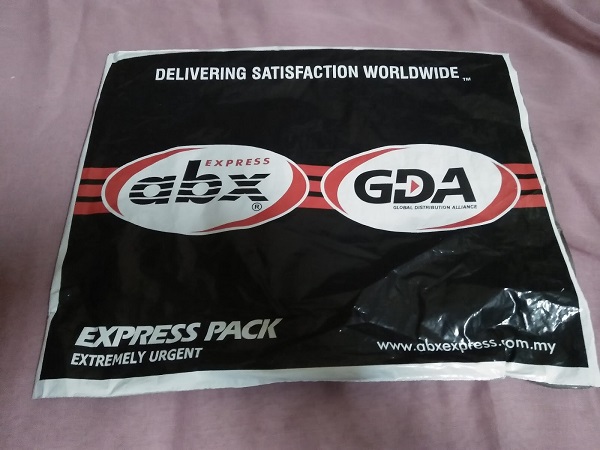 DELIVERING SATISFACTION WORLDWIDE ™
EXPRESS
abx ®
GDA
GLOBAL DISTRIBUTION ALLIANCE
EXPRESS PACK
EXTREMELY URGENT
www.abxexpress.com.my